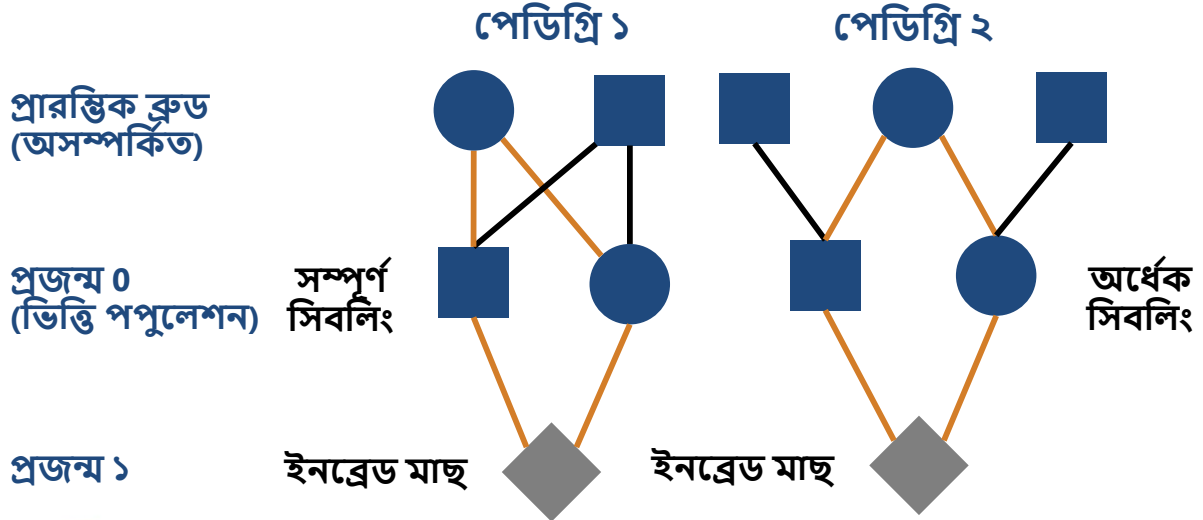 পেডিগ্রি ১
পেডিগ্রি ২
প্রারম্ভিক ব্রুড
(অসম্পর্কিত)
প্রজন্ম 0
(ভিত্তি পপুলেশন)
সম্পূর্ণ
সিবলিং
অর্ধেক
সিবলিং
প্রজন্ম ১
ইনব্রেড মাছ
ইনব্রেড মাছ